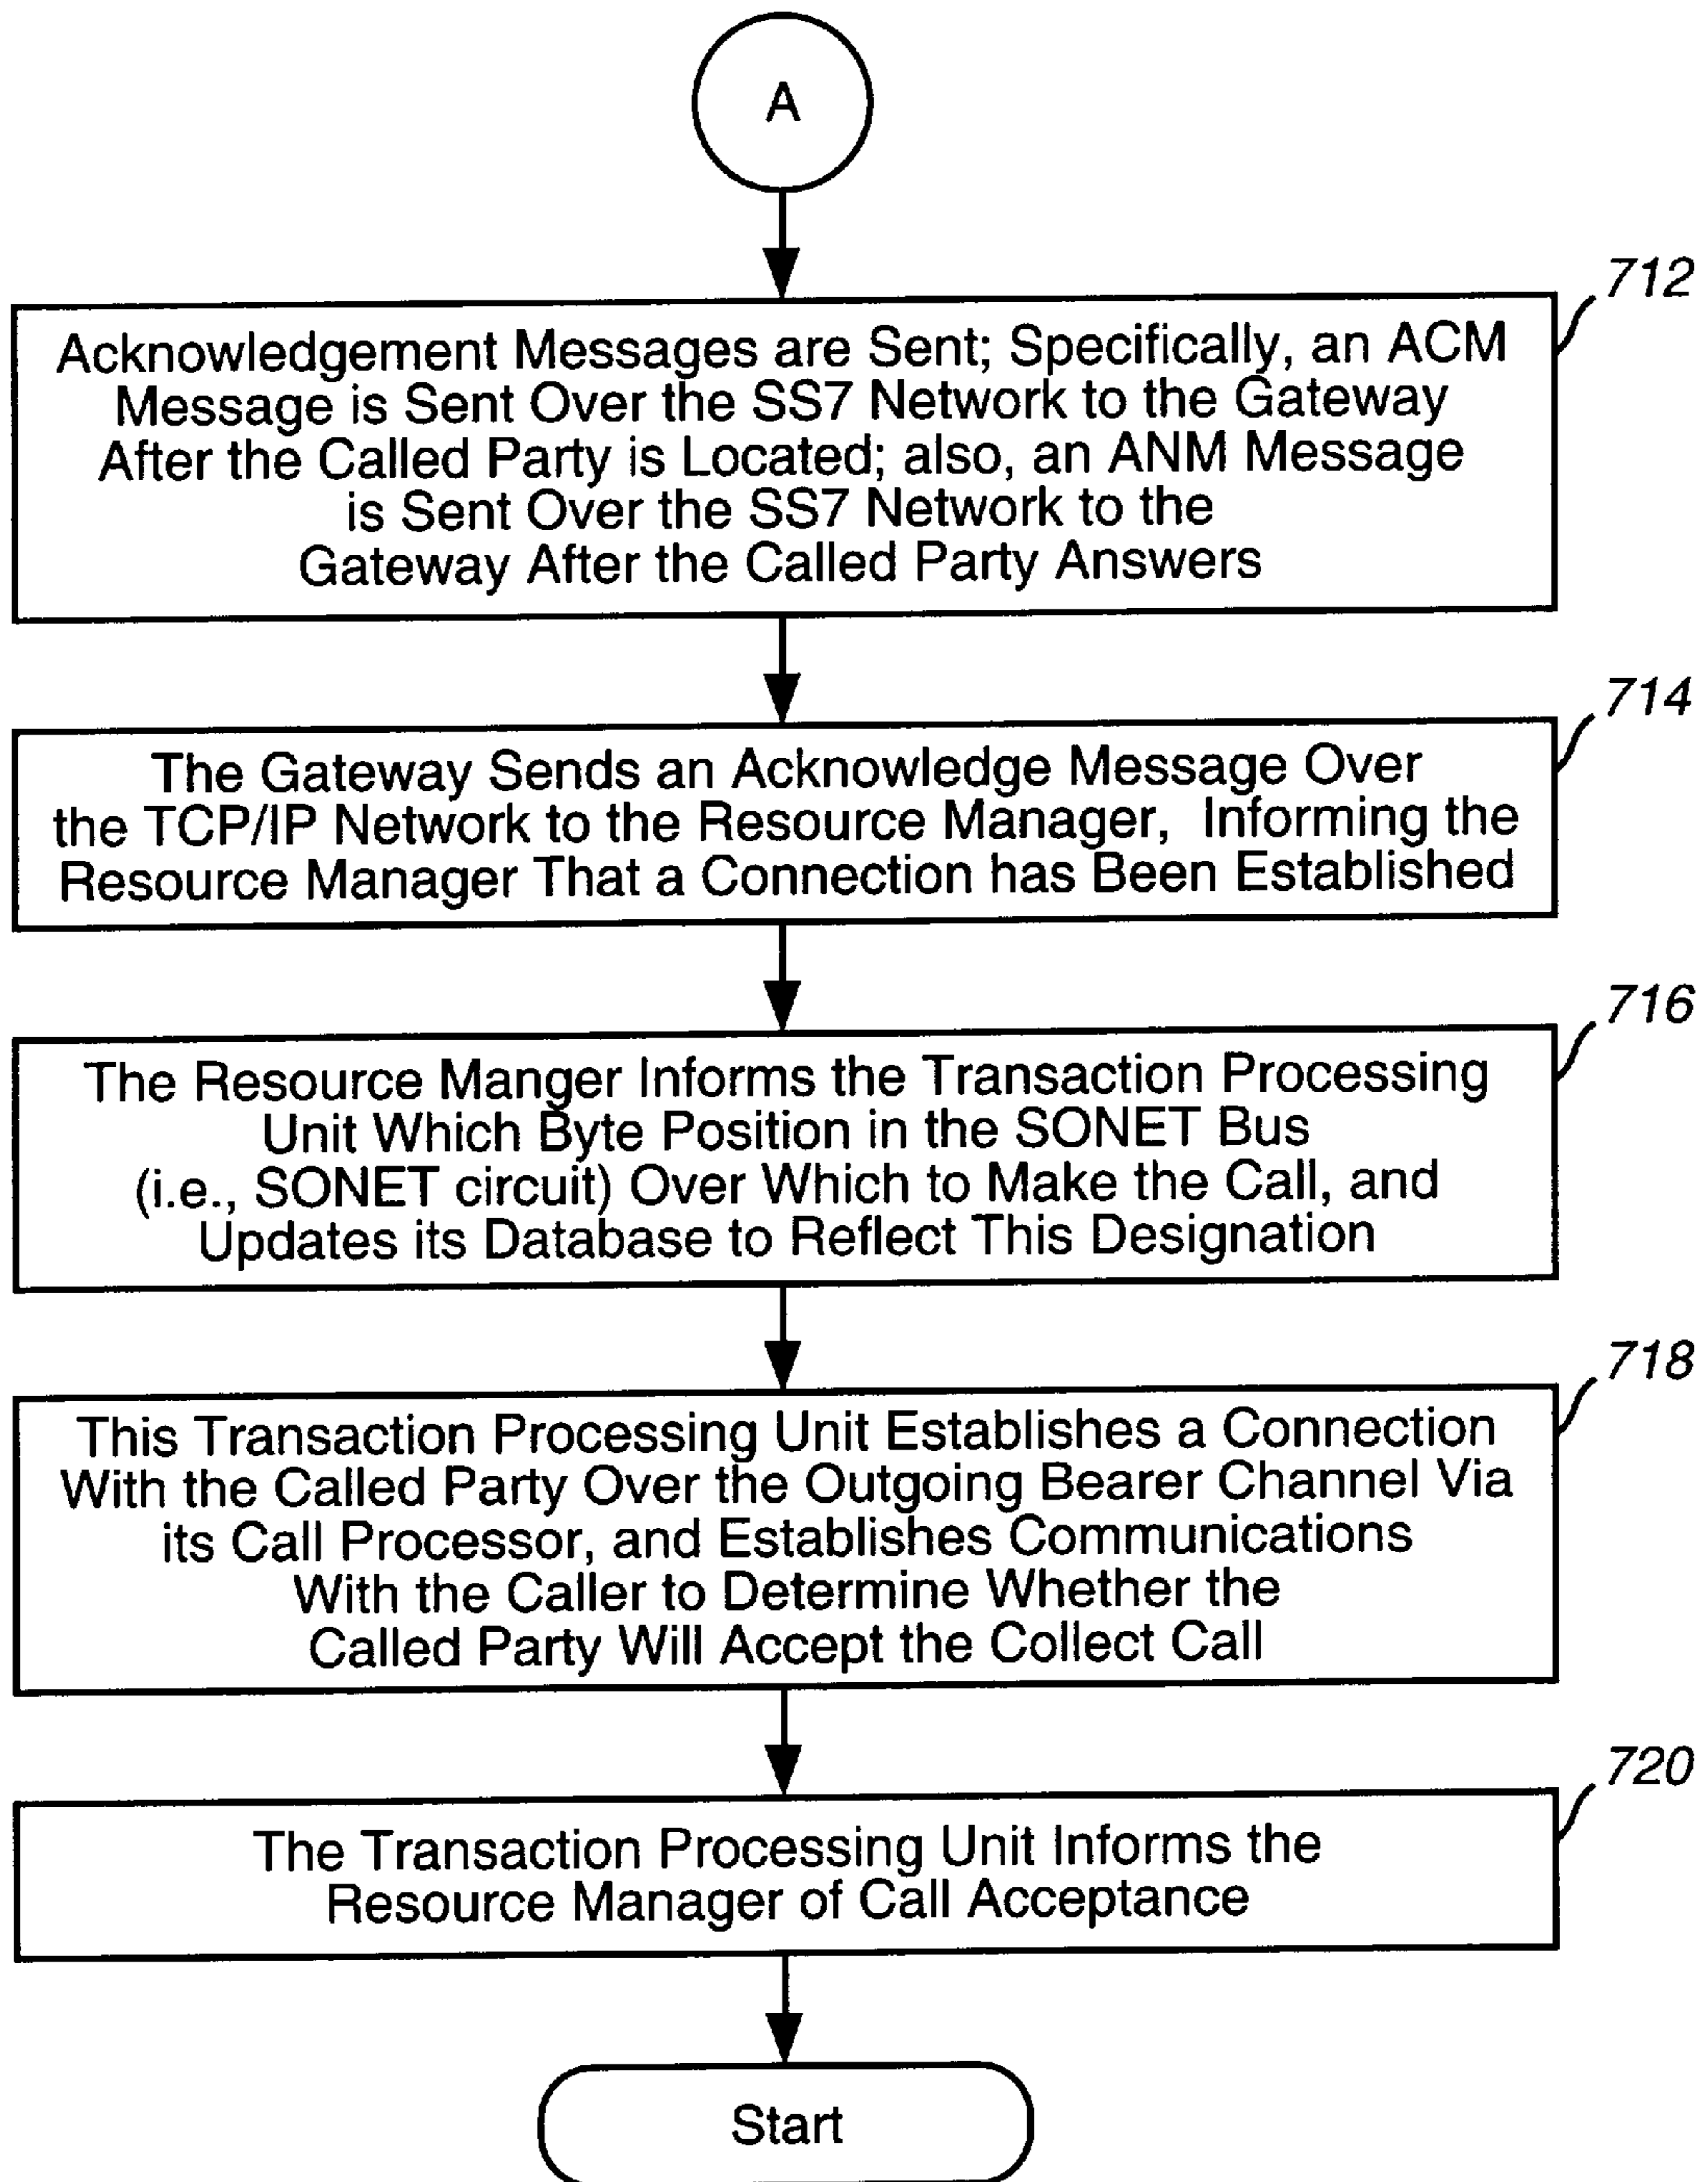 A
712
Acknowledgement Messages are Sent; Specifically, an ACM
Message is Sent Over the SS7 Network to the Gateway
After the Called Party is Located; also, an ANM Message
is Sent Over the SS7 Network to the
Gateway After the Called Party Answers
714
The Gateway Sends an Acknowledge Message Over
the TCP/IP Network to the Resource Manager, Informing the
Resource Manager That a Connection has Been Established
716
The Resource Manger Informs the Transaction Processing
Unit Which Byte Position in the SONET Bus
(i.e., SONET circuit) Over Which to Make the Call, and
Updates its Database to Reflect This Designation
718
This Transaction Processing Unit Establishes a Connection
With the Called Party Over the Outgoing Bearer Channel Via
its Call Processor, and Establishes Communications
With the Caller to Determine Whether the
Called Party Will Accept the Collect Call
720
The Transaction Processing Unit Informs the
Resource Manager of Call Acceptance
Start